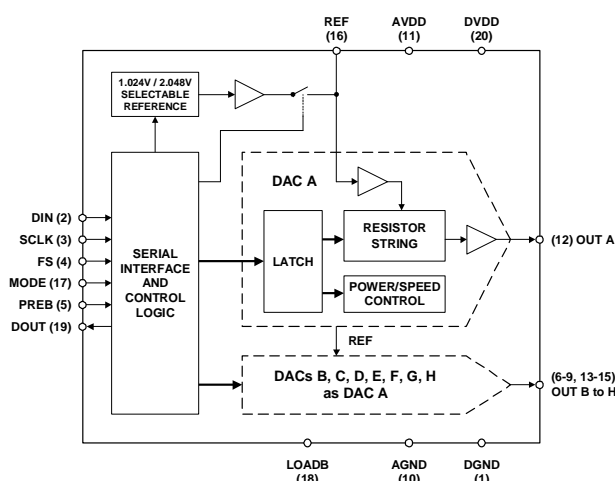 REF
(16)
AVDD
(11)
DVDD
(20)
1.024V / 2.048V
SELECTABLE
REFERENCE
DAC A
DIN (2)
SCLK (3)
FS (4)
MODE (17)
PREB (5)
DOUT (19)
SERIAL
INTERFACE
AND
CONTROL
LOGIC
LATCH
RESISTOR
STRING
POWER/SPEED
CONTROL
(12) OUT A
REF
DACs B, C, D, E, F, G, H
as DAC A
(6-9, 13-15)
OUT B to H
LOADB
(18)
AGND
(10)
DGND
(1)